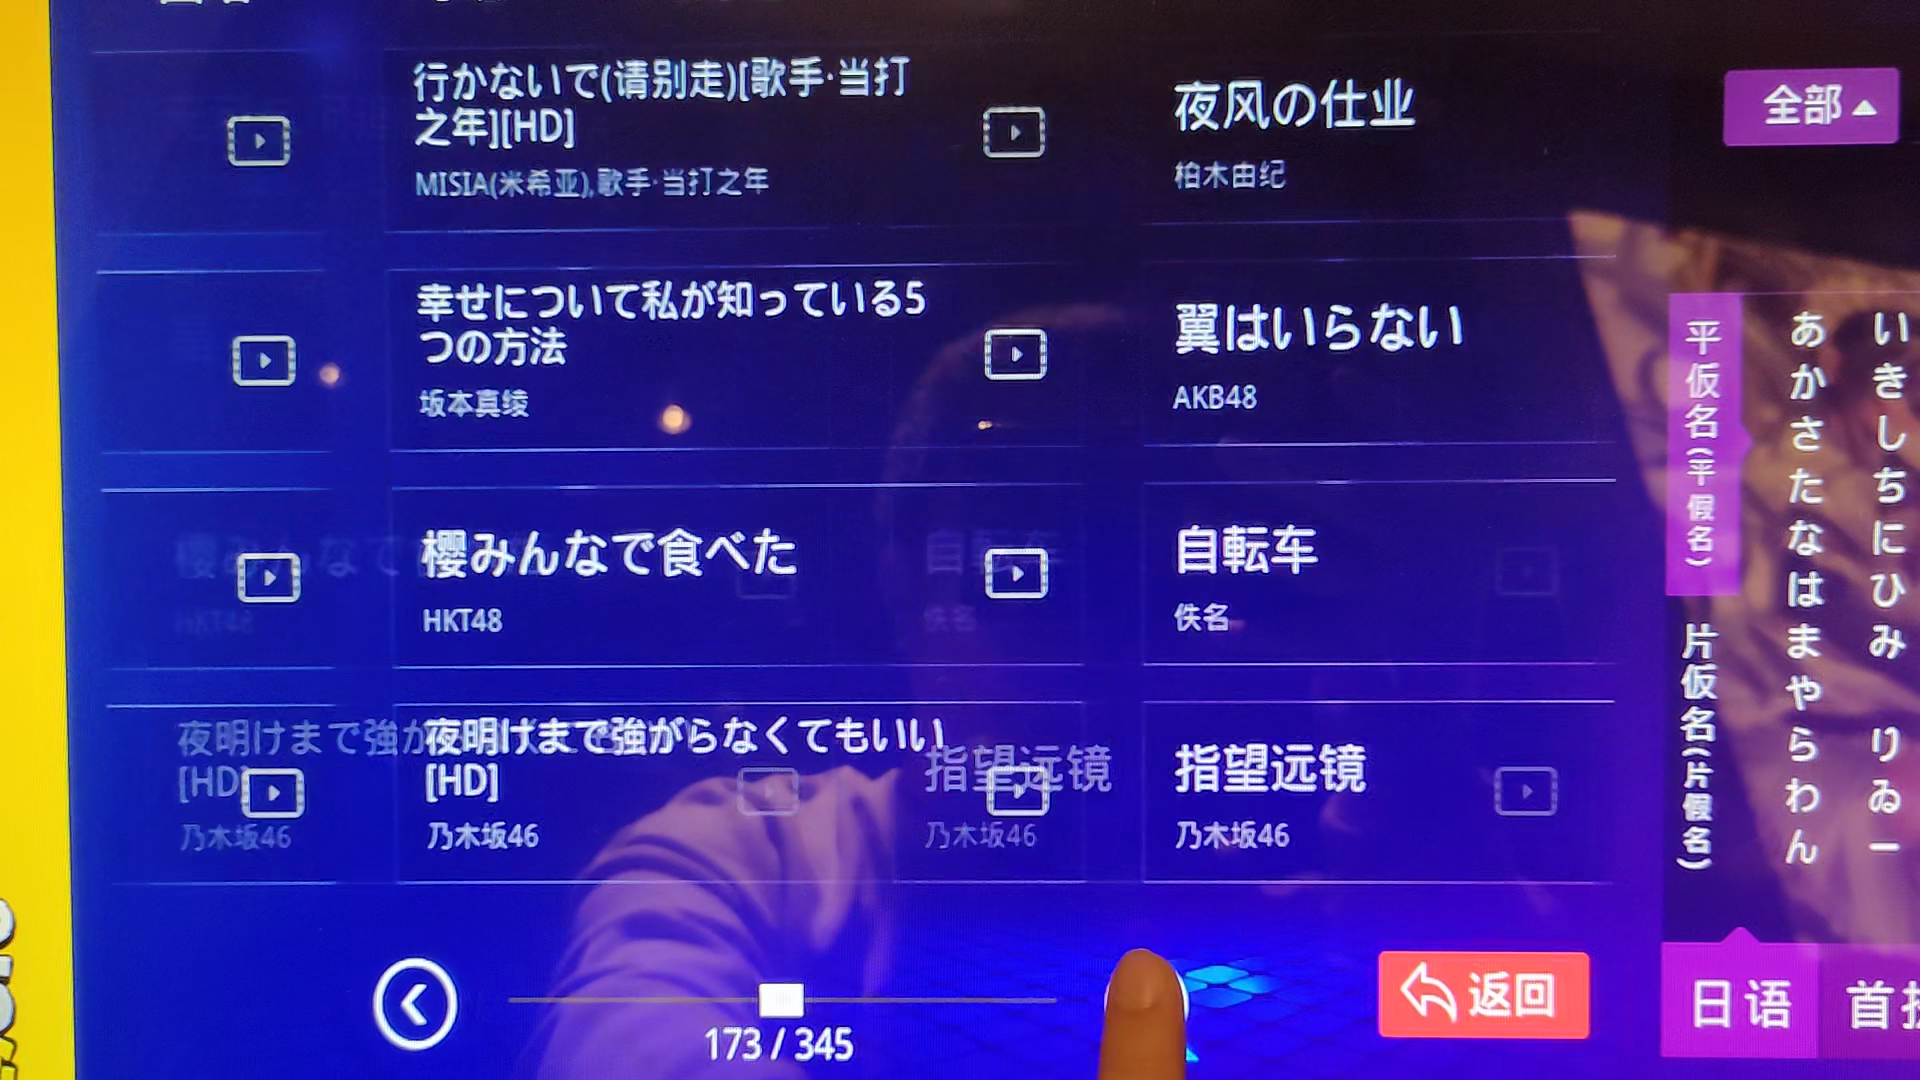 行かないで(请别走)[歌手·当打
之年][HD]
MISIA(米希亚),歌手·当打之年
夜风の仕业
柏木由纪
全部
幸せについて私が知っている5
つの方法
坂本真绫
翼はいらない
AKB48
櫻みんなで食べた
HKT48
自転车
佚名
夜明けまで強がらなくてもいい
[HD]
乃木坂46
指望远镜
乃木坂46
平仮名(平假名)
片仮名(片假名)
あかさたなはまやらわん
いきしちにひみ りゐー
173 / 345
返回
日语